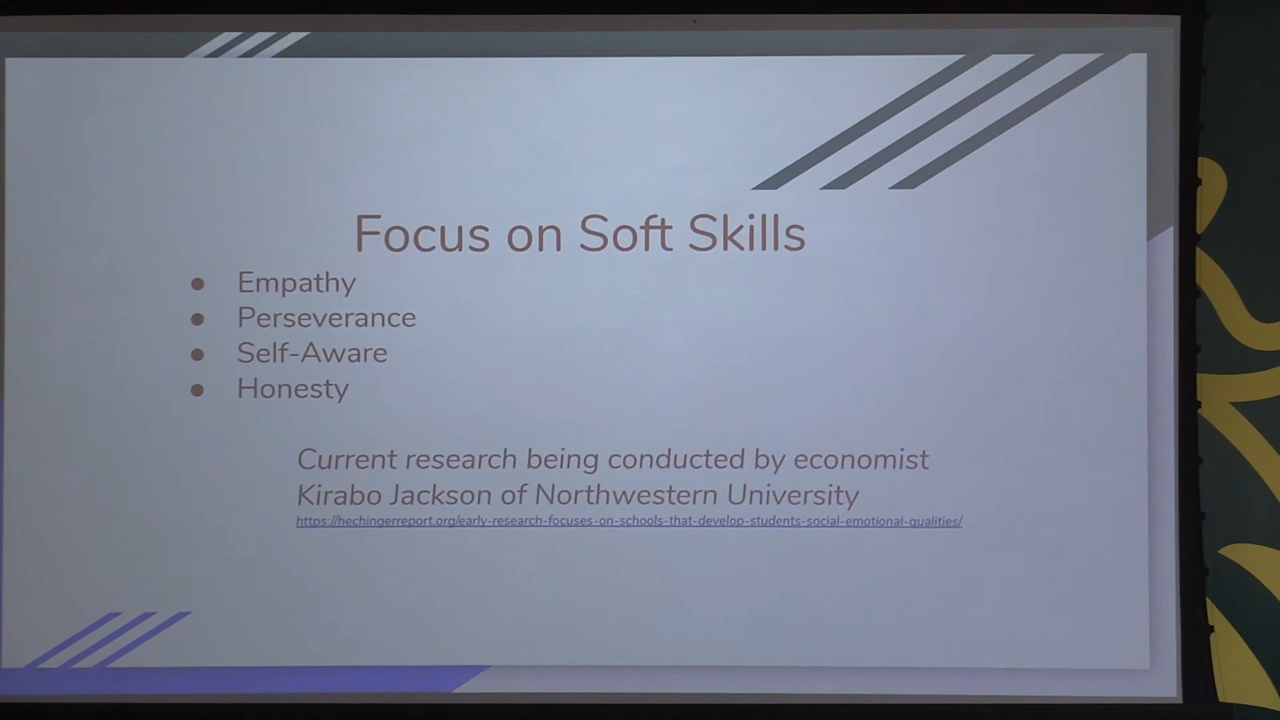 Focus on Soft Skills
● Empathy
● Perseverance
● Self-Aware
● Honesty
Current research being conducted by economist
Kirabo Jackson of Northwestern University
https://hechingerreport.org/early-research-focuses-on-schools-that-develop-students-social-emotional-qualities/